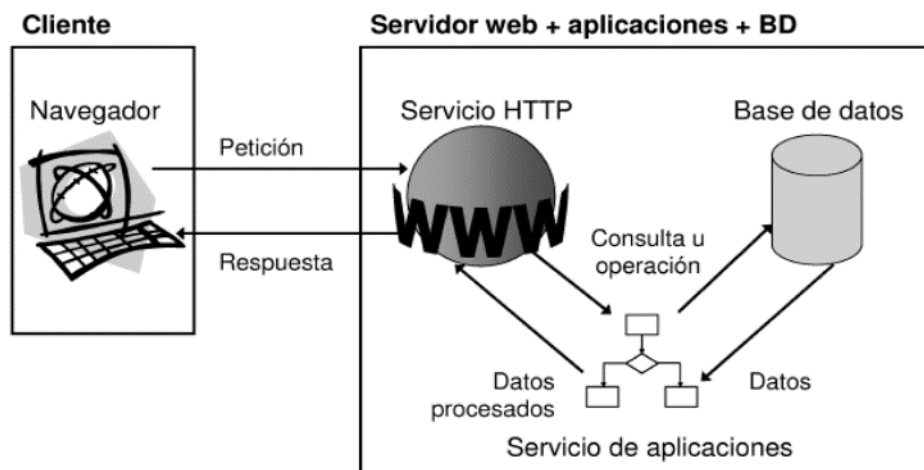 Cliente
Servidor web + aplicaciones + BD
Navegador
Servicio HTTP
Base de datos
Petición
WWW
Respuesta
Consulta u
operación
Datos
procesados
Datos
Servicio de aplicaciones